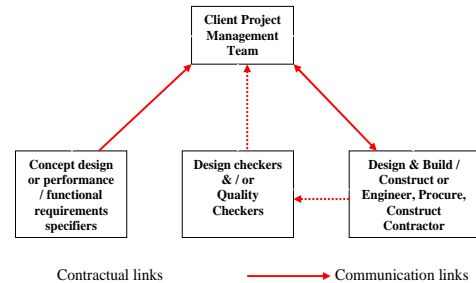 Client Project
Management
Team
Concept design
or performance
/ functional
requirements
specifiers
Design checkers
& / or
Quality
Checkers
Design & Build /
Construct or
Engineer, Procure,
Construct
Contractor
Contractual links
Communication links